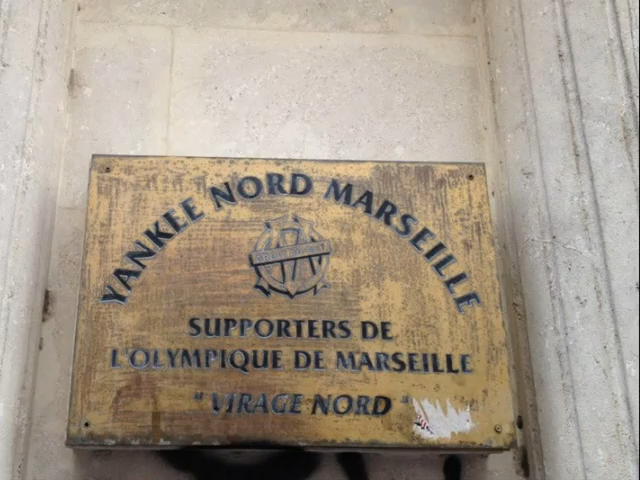 YANKEE NORD MARSEILLE
SUPPORTERS DE
L'OLYMPIQUE DE MARSEILLE
"VIRAGE NORD"